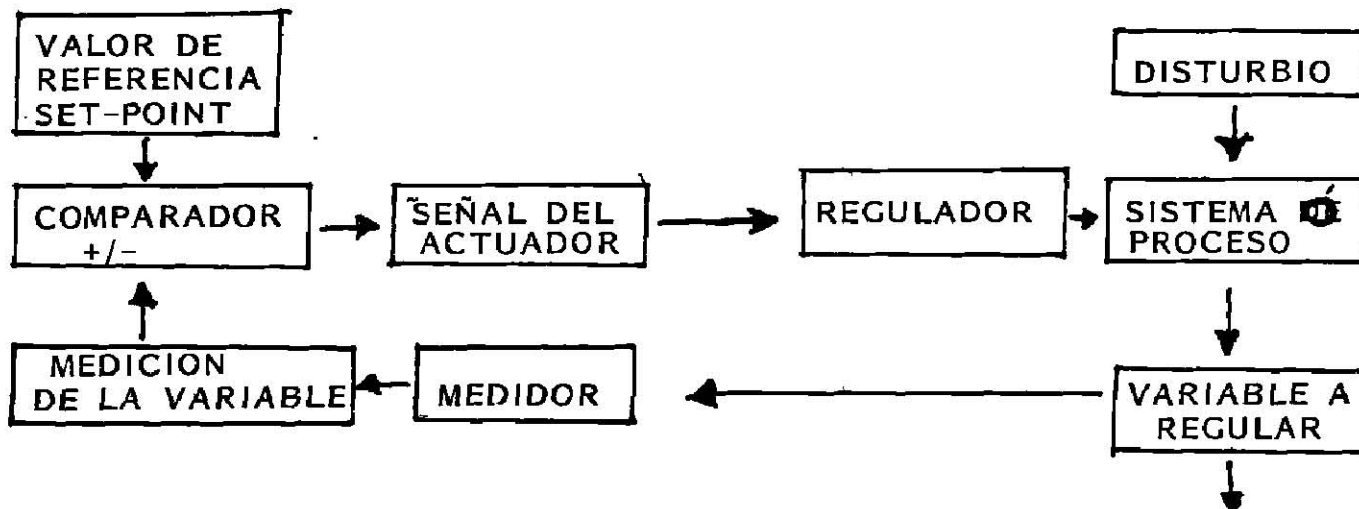 VALOR DE
REFERENCIA
SET-POINT
DISTURBIO
COMPARADOR
+/-
SEÑAL DEL
ACTUADOR
REGULADOR
SISTEMA DÉ
PROCESO
MEDICION
DE LA VARIABLE
MEDIDOR
VARIABLE A
REGULAR